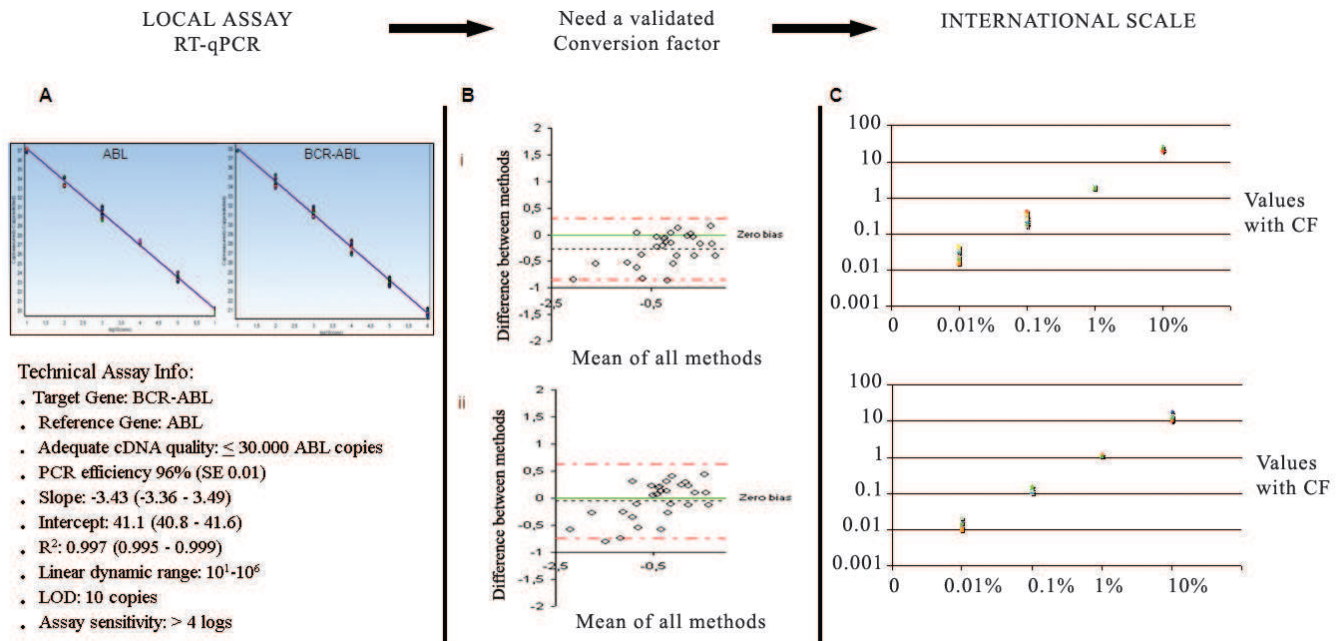 LOCAL ASSAY
RT-qPCR
Need a validated
Conversion factor
INTERNATIONAL SCALE
A
ABL
BCR-ABL
Technical Assay Info:
. Target Gene: BCR-ABL
. Reference Gene: ABL
. Adequate cDNA quality: ≤ 30.000 ABL copies
. PCR efficiency 96% (SE 0.01)
. Slope: -3.43 (-3.36 - 3.49)
. Intercept: 41.1 (40.8 - 41.6)
. R²: 0.997 (0.995 - 0.999)
. Linear dynamic range: 10¹-10⁶
. LOD: 10 copies
. Assay sensitivity: > 4 logs
B
i
Difference between methods
2
1,5
1
0,5
0
-0,5
-1
-1,5
-2
-2,5
-0,5
Zero bias
Mean of all methods
ii
Difference between methods
2
1,5
1
0,5
0
-0,5
-1
-1,5
-2
-2,5
-0,5
Zero bias
Mean of all methods
C
100
10
1
0.1
0.01
0.001
0
0.01%
0.1%
1%
10%
Values
with CF
100
10
1
0.1
0.01
0.001
0
0.01%
0.1%
1%
10%
Values
with CF